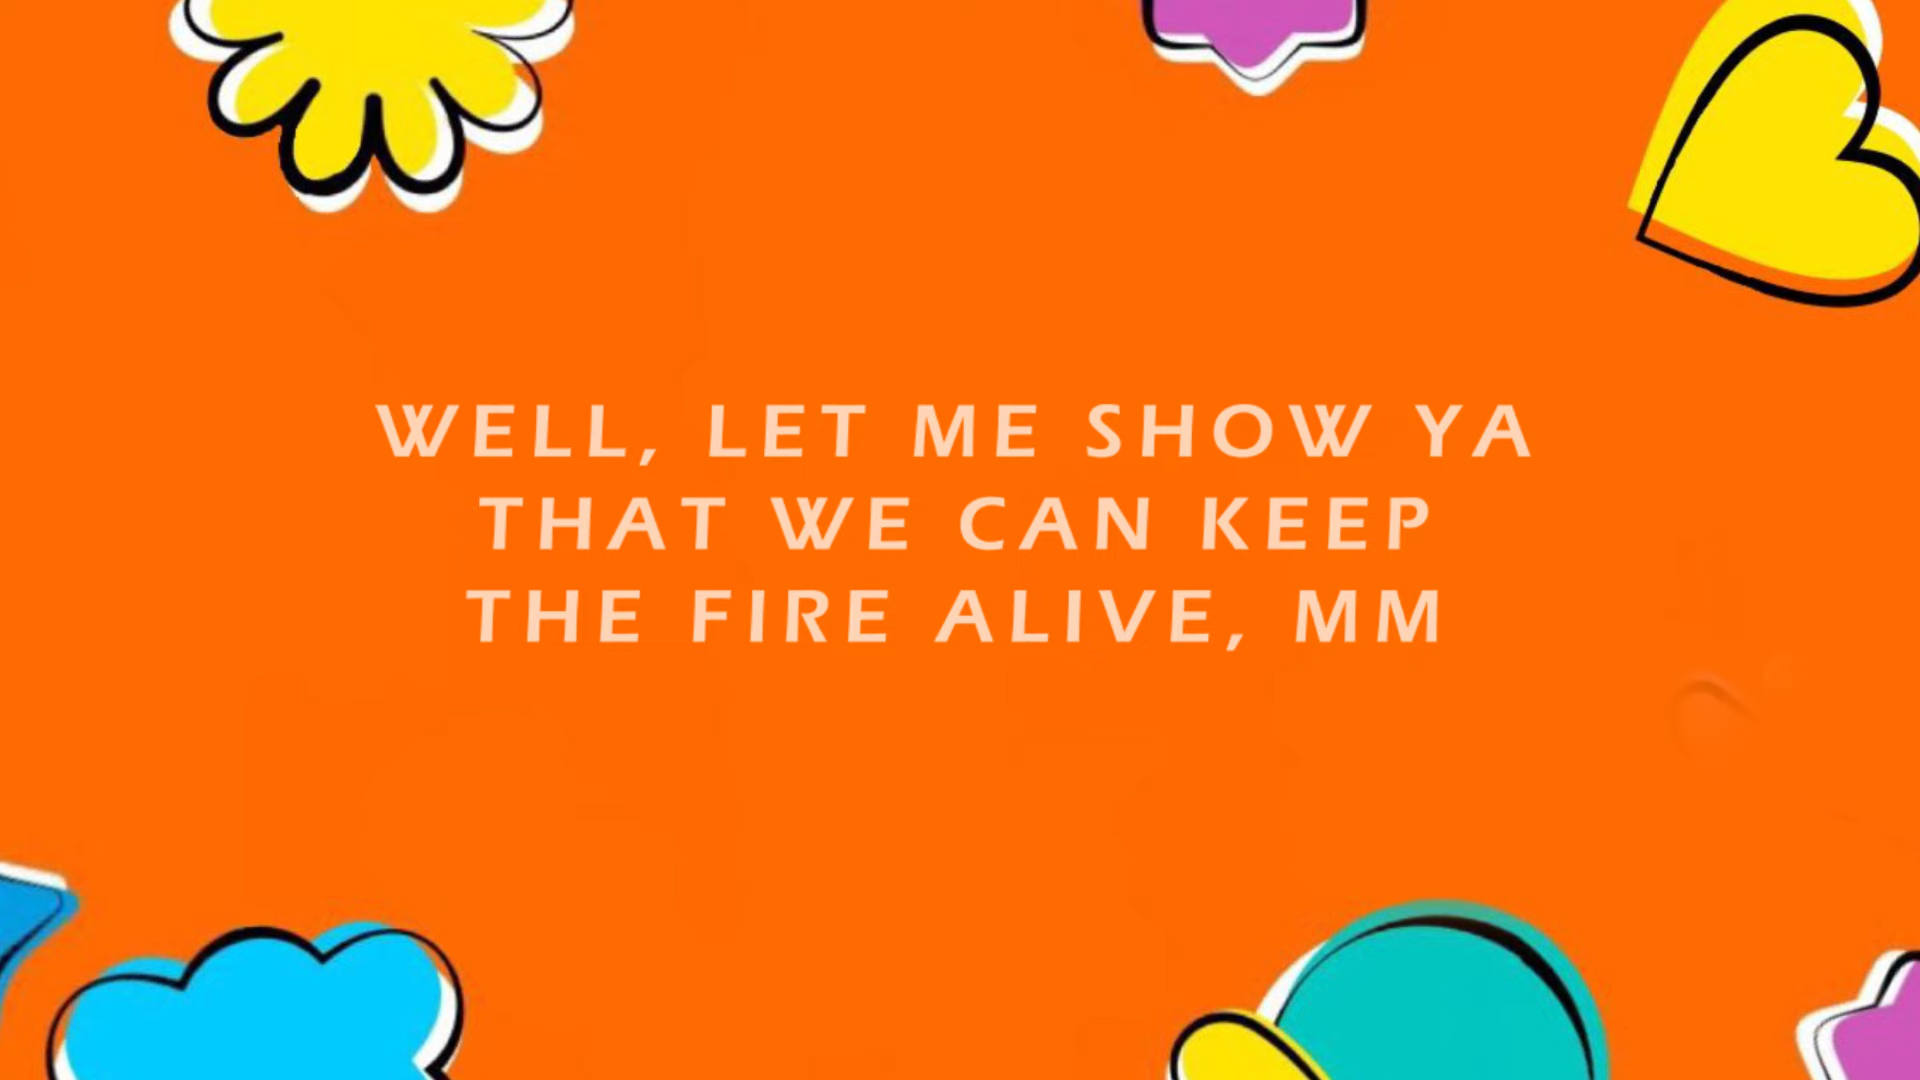 WELL, LET ME SHOW YA
THAT WE CAN KEEP
THE FIRE ALIVE, MM